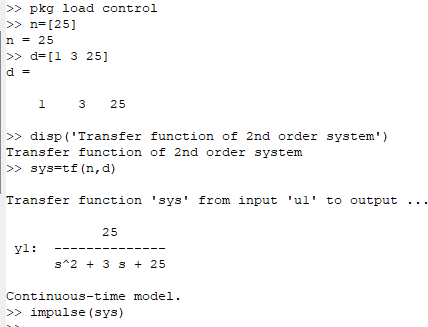 >> pkg load control
>> n=[25]
n = 25
>> d=[1 3 25]
d =
1 3 25
>> disp('Transfer function of 2nd order system')
Transfer function of 2nd order system
>> sys=tf(n,d)
Transfer function 'sys' from input 'u1' to output ...
25
y1: --------------
s^2 + 3 s + 25
Continuous-time model.
>> impulse(sys)
>>